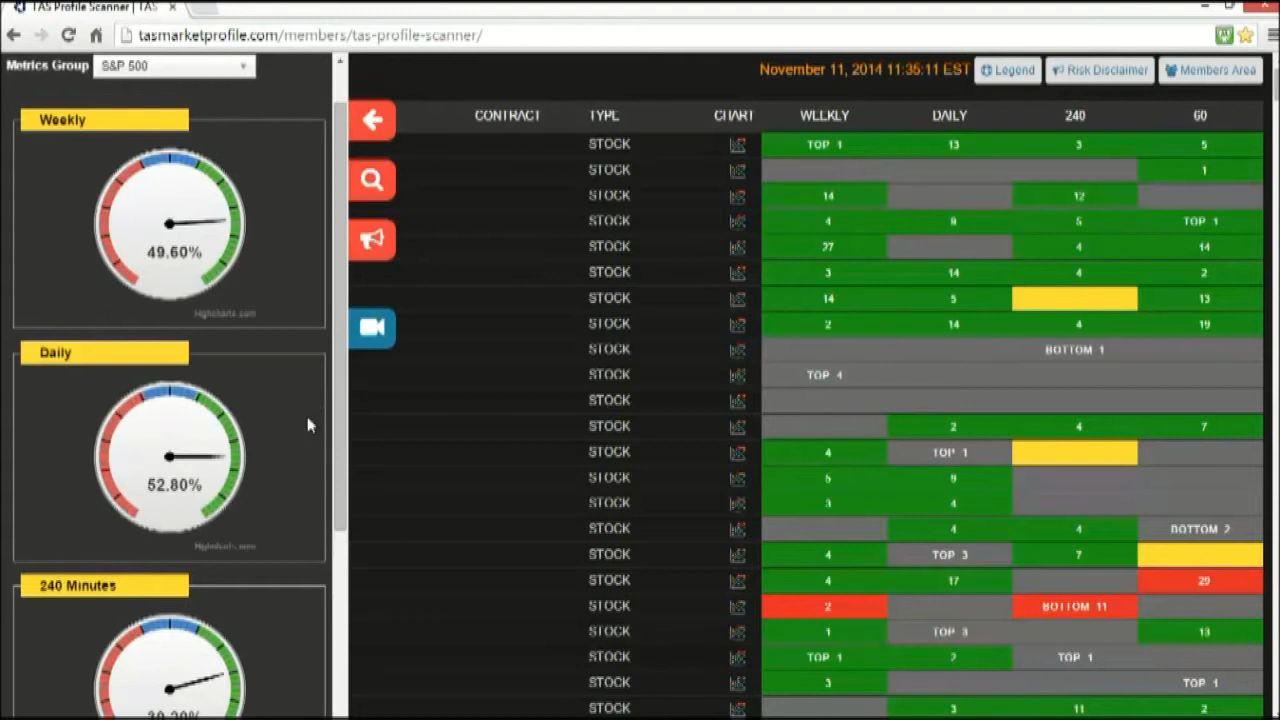 TAS Profile Scanner | TAS
tasmarketprofile.com/members/tas-profile-scanner/
Metrics Group S&P 500
November 11, 2014 11:35:11 EST Legend Risk Disclaimer Members Area
Weekly
49.60%
Highcharts.com
Daily
52.80%
Highcharts.com
240 Minutes
CONTRACT TYPE CHART WEEKLY DAILY 240 60
STOCK TOP 1 13 3 5
STOCK 1
STOCK 14 12
STOCK 4 9 5 TOP 1
STOCK 27 4 14
STOCK 3 14 4 2
STOCK 14 5 13
STOCK 2 14 4 19
STOCK BOTTOM 1
STOCK TOP 4
STOCK
STOCK 2 4 7
STOCK 4 TOP 1
STOCK 5 9
STOCK 3 4
STOCK 4 4 BOTTOM 2
STOCK 4 TOP 3 7
STOCK 4 17 29
STOCK 2 BOTTOM 11
STOCK 1 TOP 3 13
STOCK TOP 1 2 TOP 1
STOCK 3 TOP 1
STOCK 3 11 2